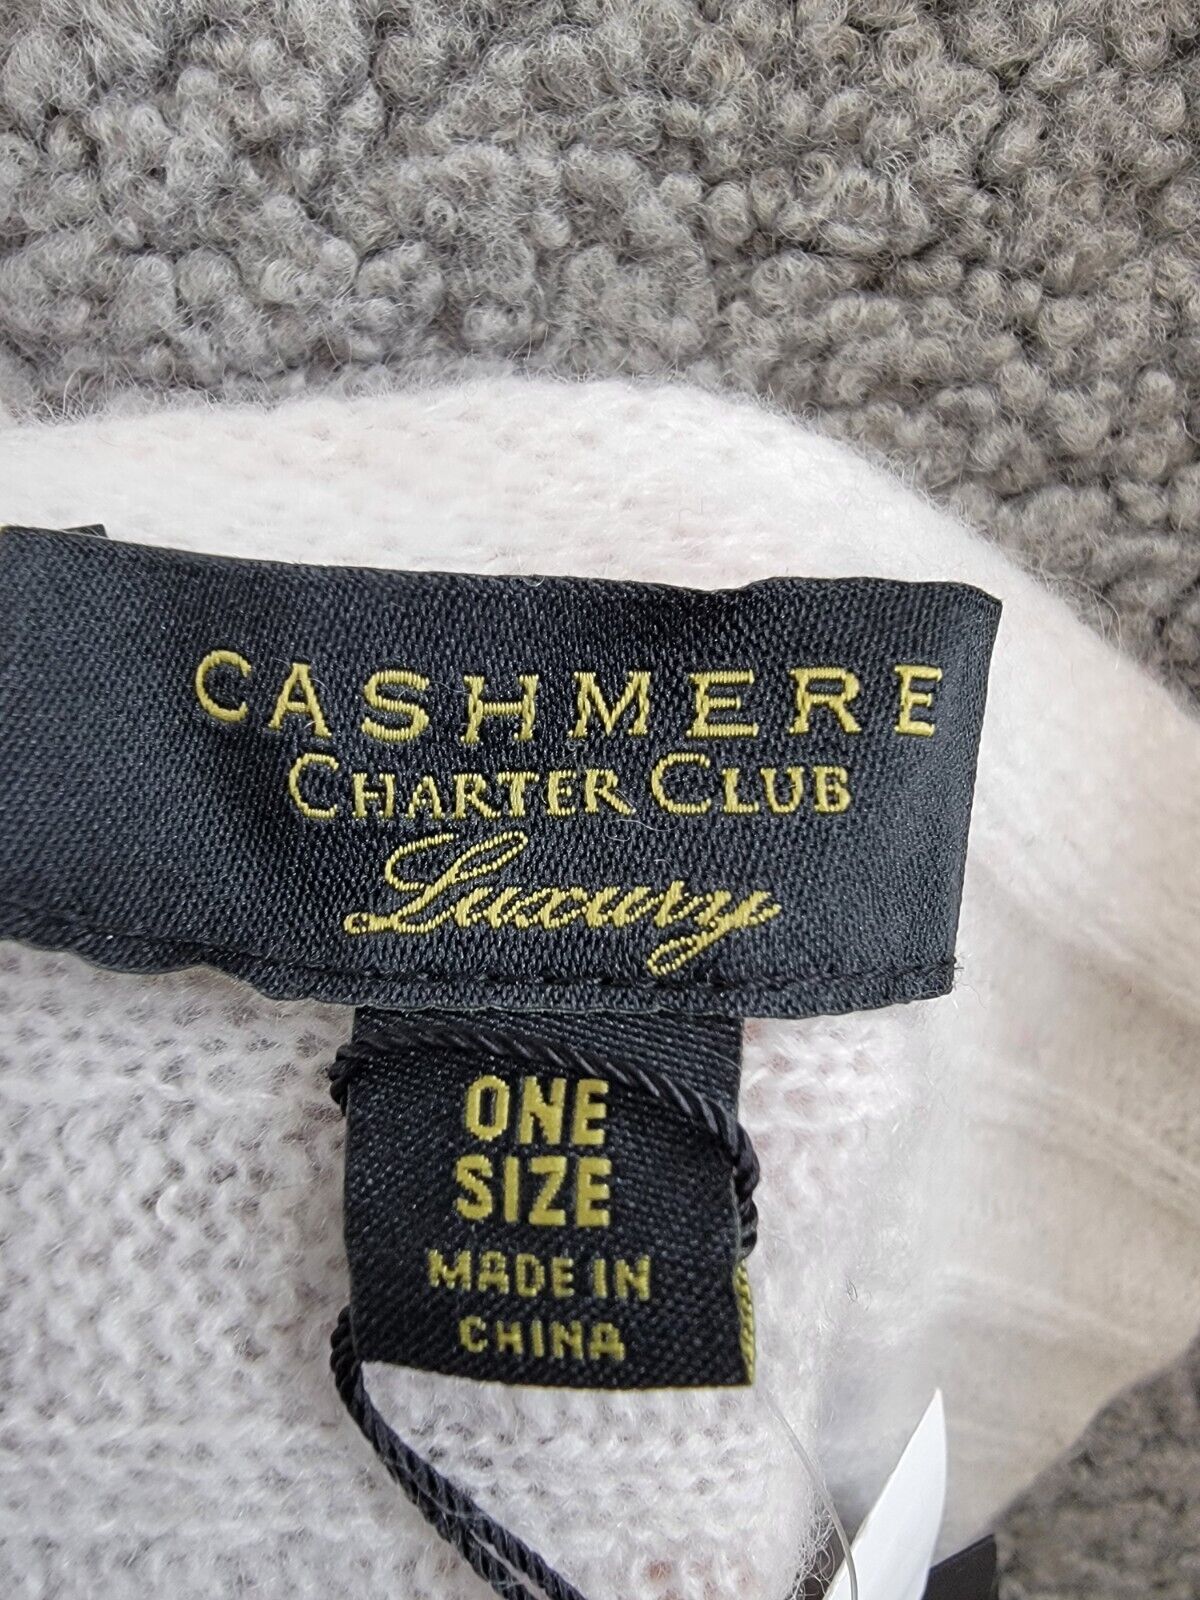 CASHMERE
CHARTER CLUB
Luxury
ONE
SIZE
MADE IN
CHINA